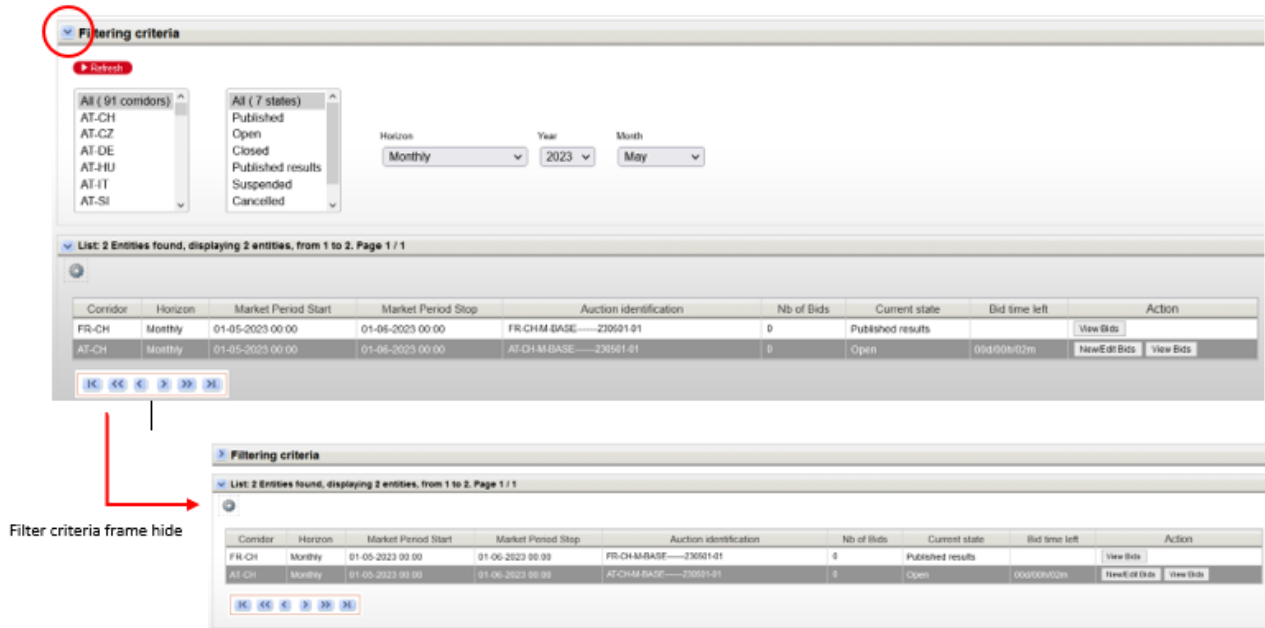 Filtering criteria
Refresh
All ( 91 corridors)
AT-CH
AT-CZ
AT-DE
AT-HU
AT-IT
AT-SI
All ( 7 states)
Published
Open
Closed
Published results
Suspended
Cancelled
Horizon Year Month
Monthly 2023 May
List: 2 Entities found, displaying 2 entities, from 1 to 2. Page 1 / 1
Corridor Horizon Market Period Start Market Period Stop Auction identification Nb of Bids Current state Bid time left Action
FR-CH Monthly 01-05-2023 00:00 01-06-2023 00:00 FR-CH-M-BASE-------230501-01 0 Published results View Bids
AT-CH Monthly 01-05-2023 00:00 01-06-2023 00:00 AT-CH-M-BASE-------230501-01 0 Open 00d/00h/02m New/Edit Bids View Bids
Filter criteria frame hide
Filtering criteria
List: 2 Entities found, displaying 2 entities, from 1 to 2. Page 1 / 1
Corridor Horizon Market Period Start Market Period Stop Auction identification Nb of Bids Current state Bid time left Action
FR-CH Monthly 01-05-2023 00:00 01-06-2023 00:00 FR-CH-M-BASE-------230501-01 0 Published results View Bids
AT-CH Monthly 01-05-2023 00:00 01-06-2023 00:00 AT-CH-M-BASE-------230501-01 0 Open 00d/00h/02m New/Edit Bids View Bids